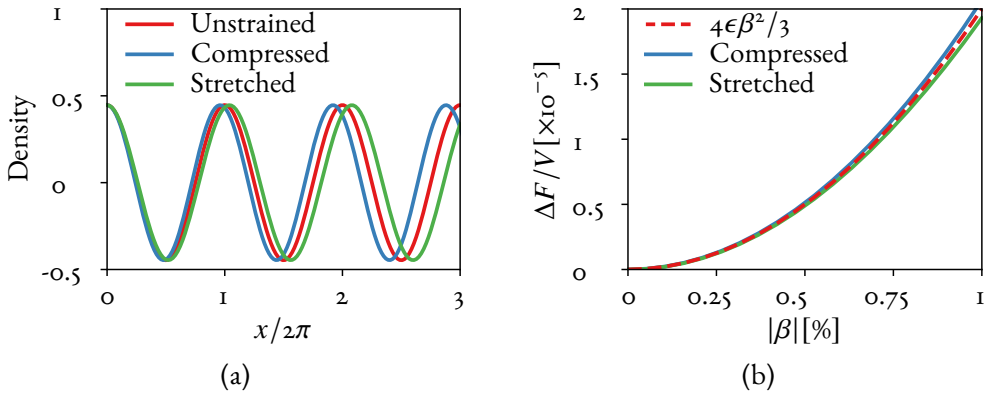 Density
1
0.5
0
-0.5
Unstrained
Compressed
Stretched
0 1 2 3
x/2π
(a)
ΔF/V [×10⁻⁵]
2
1.5
1
0.5
0
4ϵβ²/3
Compressed
Stretched
0 0.25 0.5 0.75 1
|β| [%]
(b)